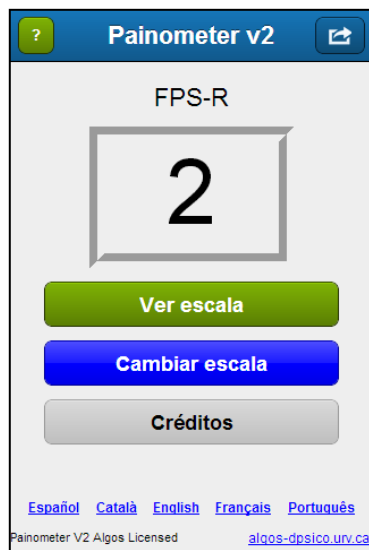 ? Painometer v2
FPS-R
2
Ver escala
Cambiar escala
Créditos
Español Català English Français Português
Painometer V2 Algos Licensed algos-dpsico.urv.ca